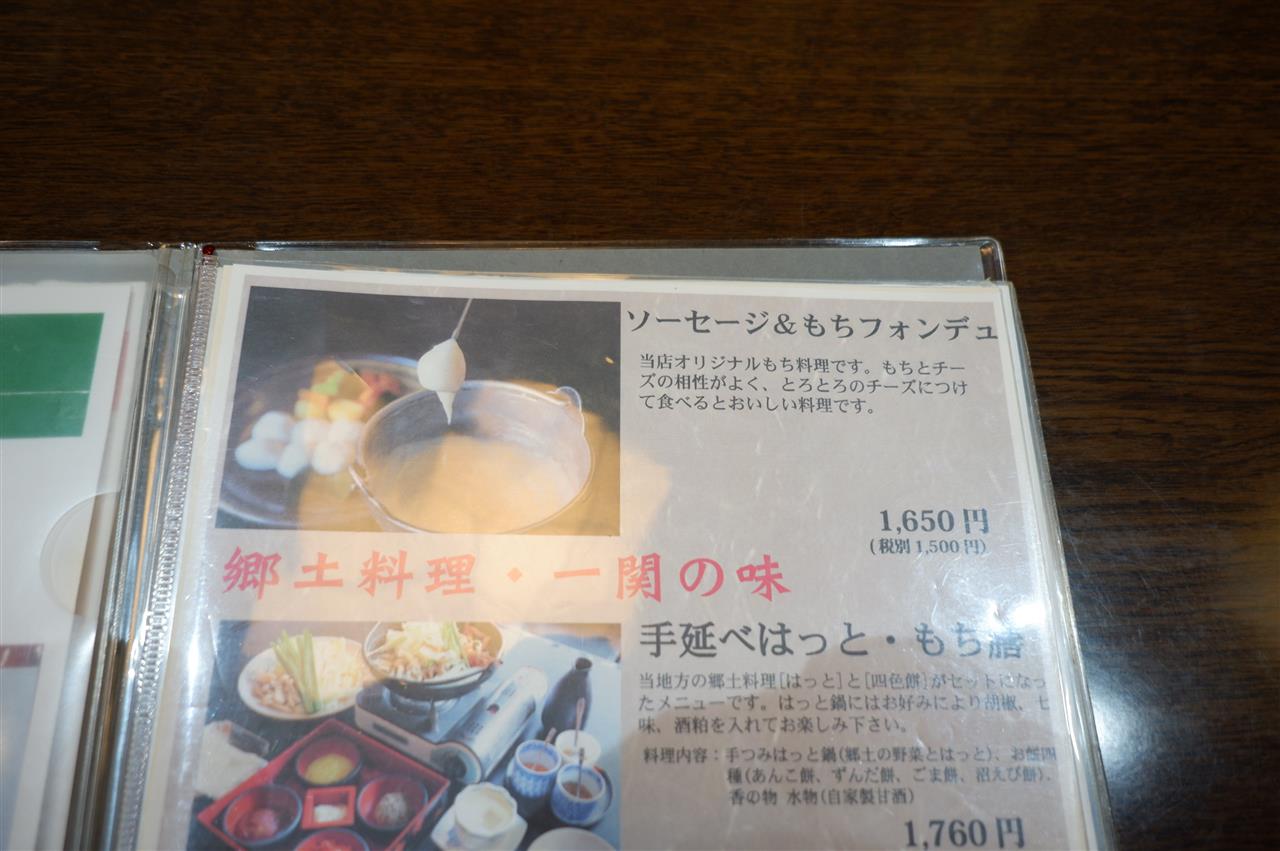 ソーセージ&もちフォンデュ
当店オリジナルもち料理です。もちとチー
ズの相性がよく、とろとろのチーズにつけ
て食べるとおいしい料理です。
1,650 円
(税別1,500円)
郷土料理・一関の味
手延べはっと・もち膳
当地方の郷土料理[はっと]と[四色餅]がセットになっ
たメニューです。はっと鍋にはお好みにより胡椒、七
味、酒粕を入れてお楽しみ下さい。
料理内容：手つみはっと鍋(郷土の野菜とはっと)、お餅四
種(あんこ餅、ずんだ餅、ごま餅、沼えび餅)、
香の物 水物(自家製甘酒)
1,760 円